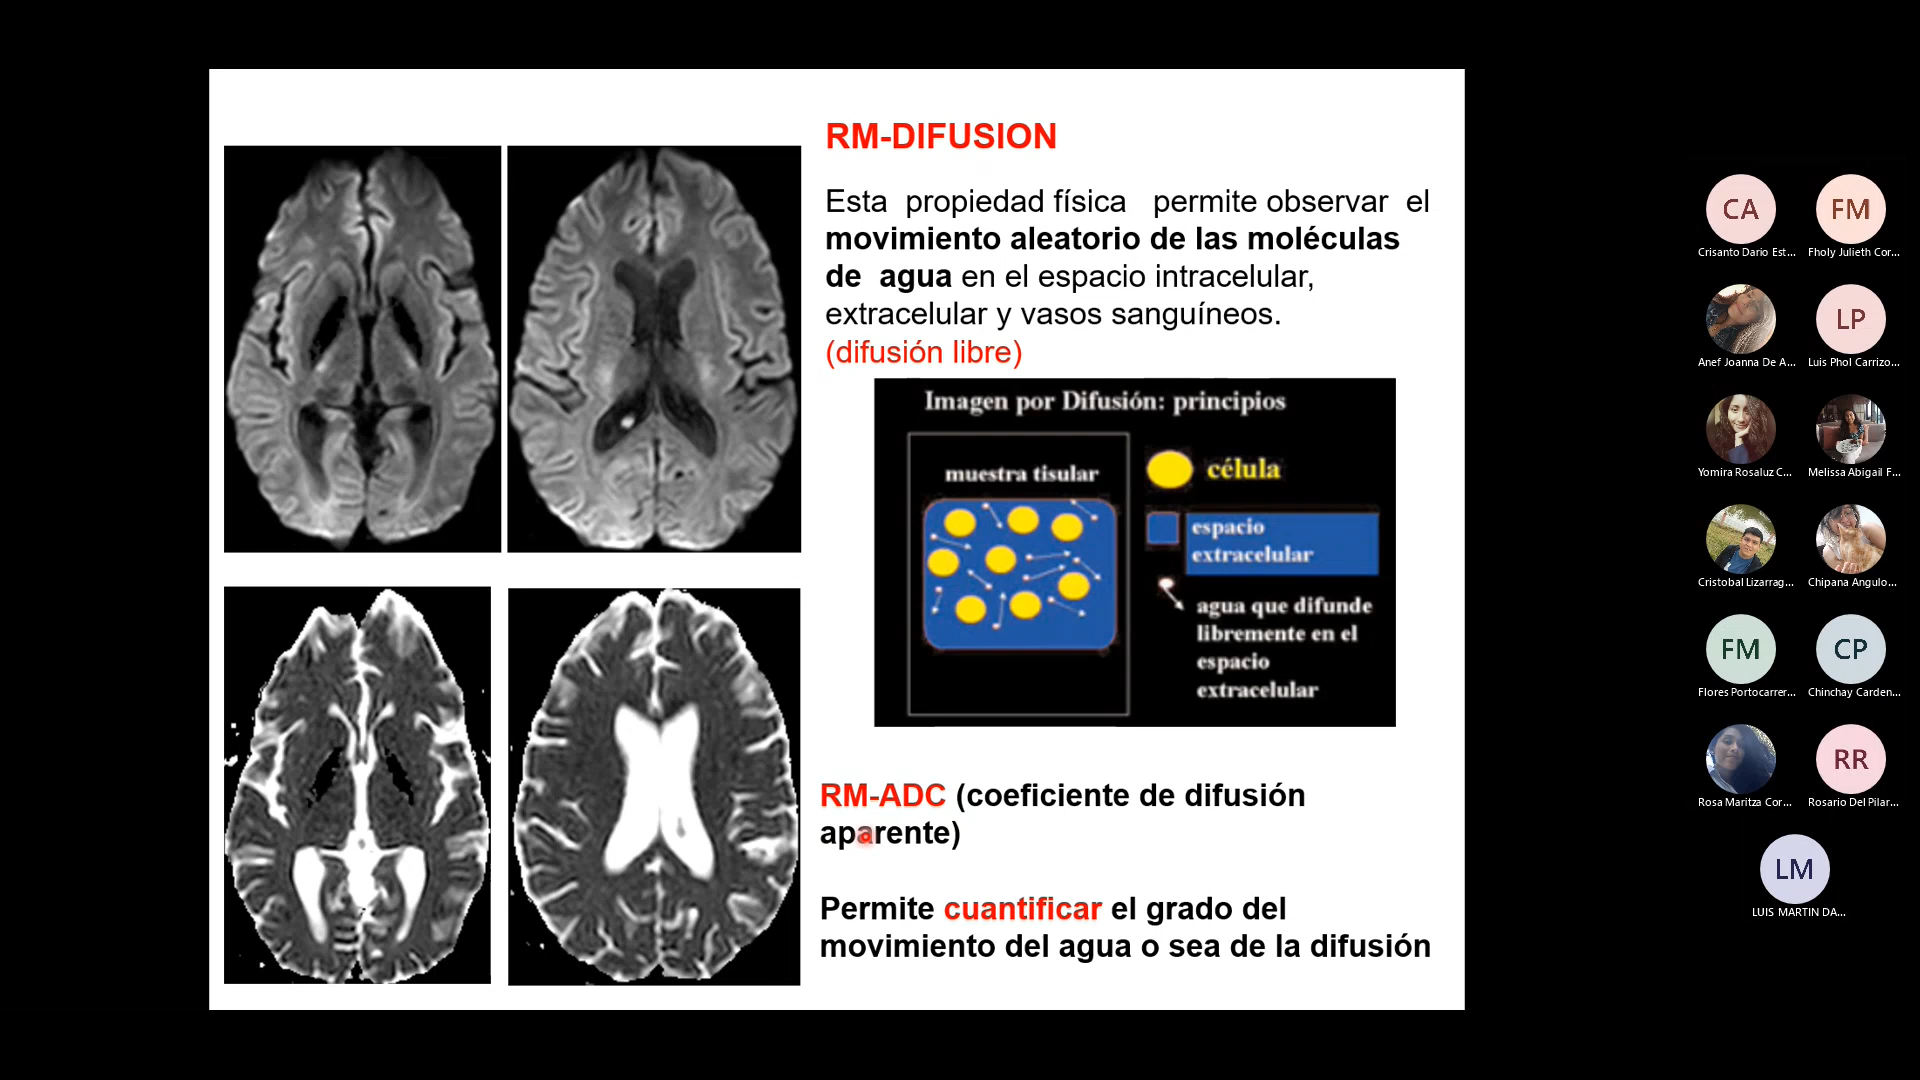 RM-DIFUSION
Esta propiedad física permite observar el
movimiento aleatorio de las moléculas
de agua en el espacio intracelular,
extracelular y vasos sanguíneos.
(difusión libre)
Imagen por Difusión: principios
muestra tisular
célula
espacio
extracelular
agua que difunde
libremente en el
espacio
extracelular
RM-ADC (coeficiente de difusión
aparente)
Permite cuantificar el grado del
movimiento del agua o sea de la difusión
CA
FM
Crisanto Dario Est...
Fholy Julieth Cor...
LP
Anef Joanna De A...
Luis Phol Carrizo...
Yomira Rosaluz C...
Melissa Abigail F...
Cristobal Lizarrag...
Chipana Angulo...
FM
CP
Flores Portocarrer...
Chinchay Carden...
RR
Rosa Maritza Cor...
Rosario Del Pilar...
LM
LUIS MARTIN DA...